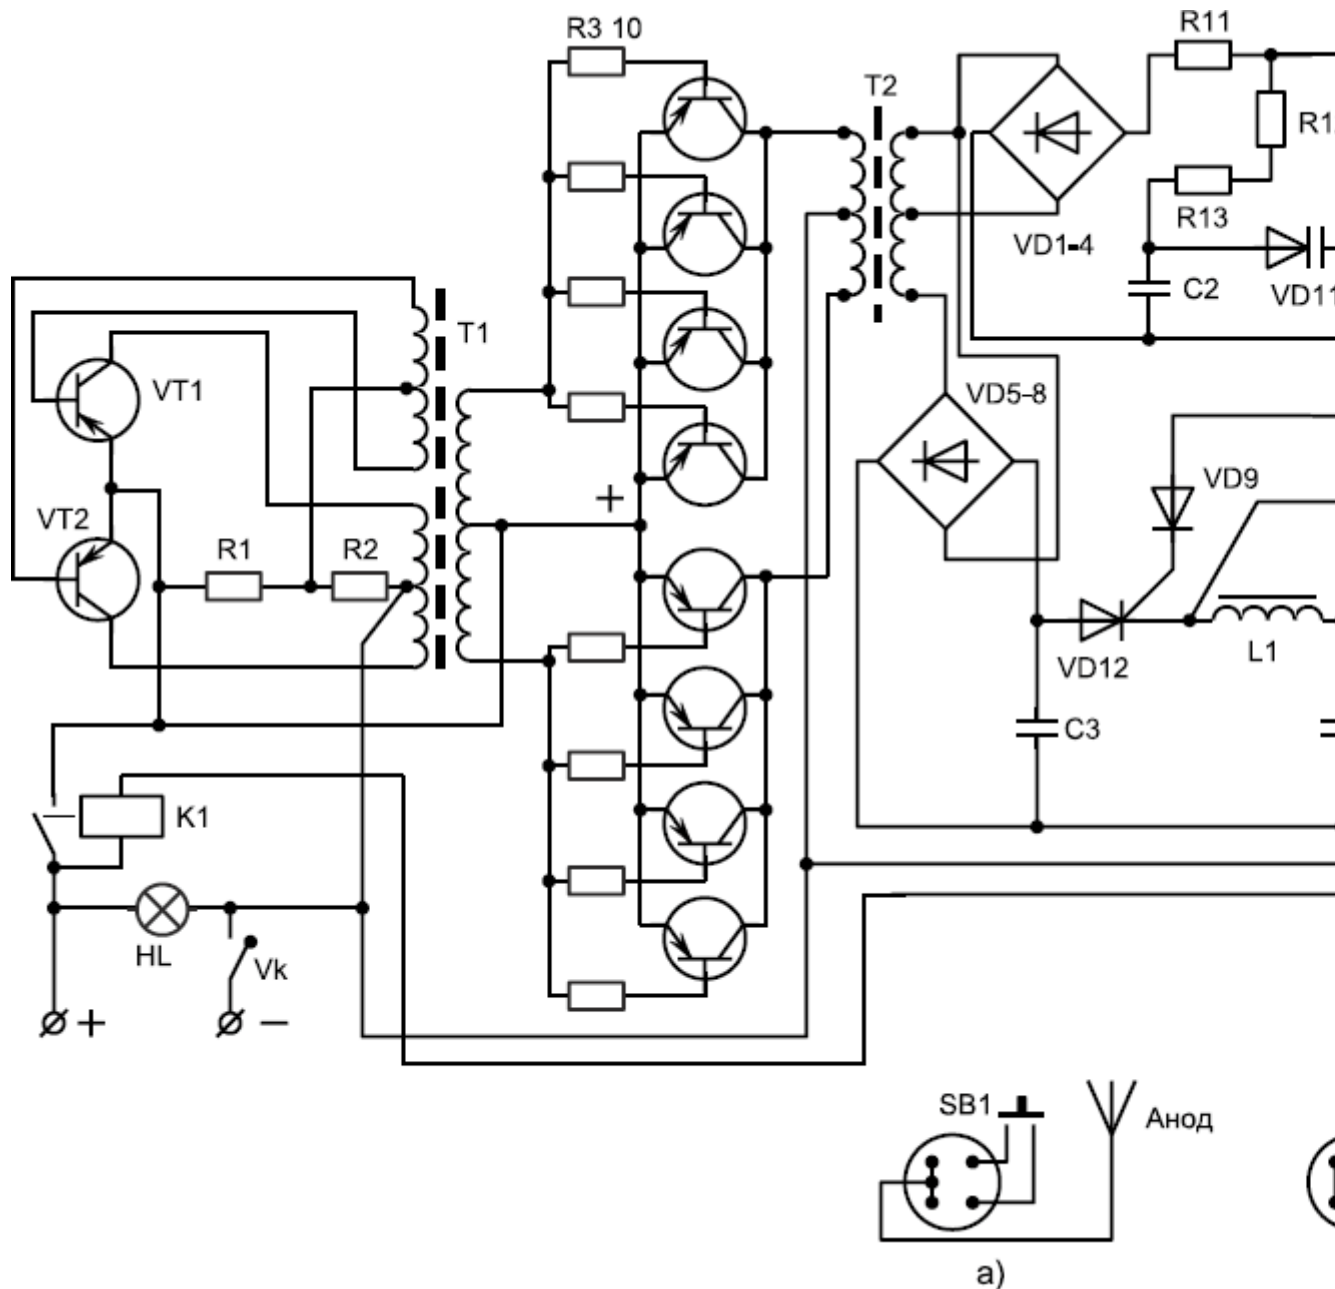 R3 10
R11
T2
R1
R13
VD1-4
C2
VD11
T1
VT1
VD5-8
VD9
+
VT2
R1
R2
L1
VD12
C3
K1
HL
Vk
+
−
SB1
Анод
а)